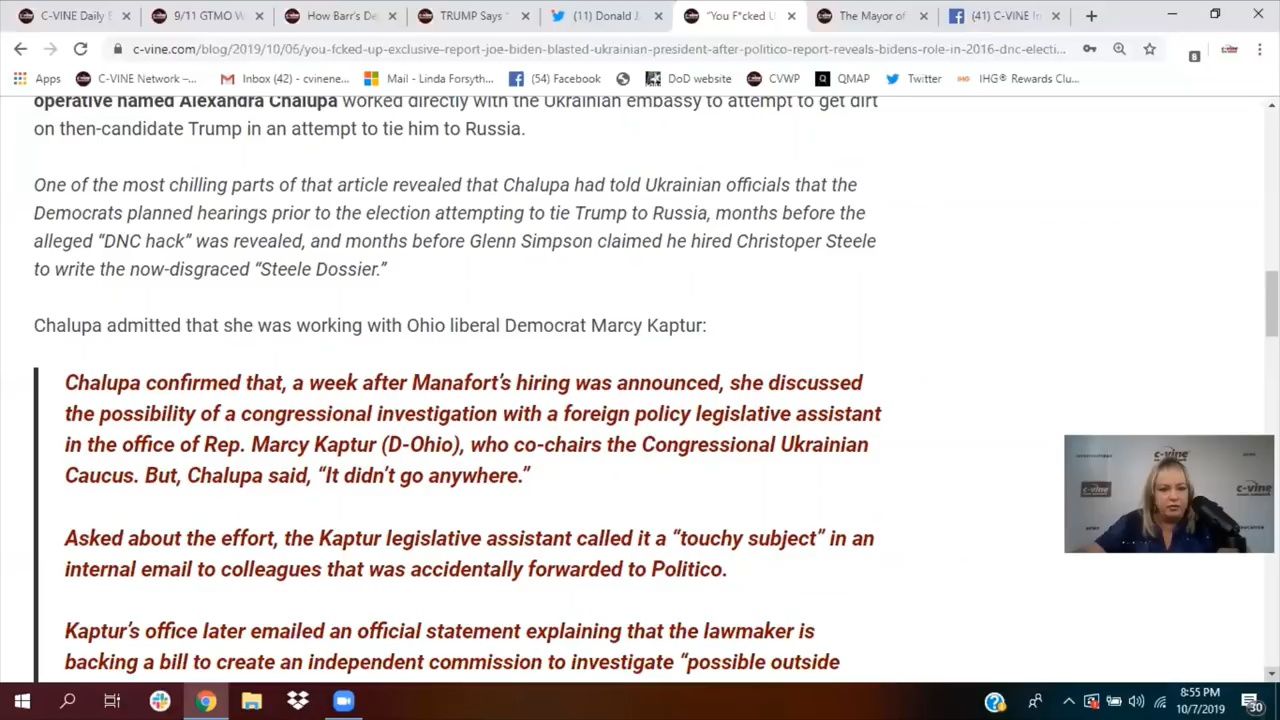 C-VINE Daily E
9/11 GTMO W
How Barr's De
TRUMP Says "
(11) Donald J.
"You F*cked U
The Mayor of
(41) C-VINE In
c-vine.com/blog/2019/10/06/you-fcked-up-exclusive-report-joe-biden-blasted-ukrainian-president-after-politico-report-reveals-bidens-role-in-2016-dnc-electi...
Apps
C-VINE Network –...
Inbox (42) - cvinene...
Mail - Linda Forsyth...
(54) Facebook
DoD website
CVWP
QMAP
Twitter
IHG® Rewards Clu...
operative named Alexandra Chalupa worked directly with the Ukrainian embassy to attempt to get dirt
on then-candidate Trump in an attempt to tie him to Russia.
One of the most chilling parts of that article revealed that Chalupa had told Ukrainian officials that the
Democrats planned hearings prior to the election attempting to tie Trump to Russia, months before the
alleged “DNC hack” was revealed, and months before Glenn Simpson claimed he hired Christoper Steele
to write the now-disgraced “Steele Dossier.”
Chalupa admitted that she was working with Ohio liberal Democrat Marcy Kaptur:
Chalupa confirmed that, a week after Manafort’s hiring was announced, she discussed
the possibility of a congressional investigation with a foreign policy legislative assistant
in the office of Rep. Marcy Kaptur (D-Ohio), who co-chairs the Congressional Ukrainian
Caucus. But, Chalupa said, “It didn’t go anywhere.”
Asked about the effort, the Kaptur legislative assistant called it a “touchy subject” in an
internal email to colleagues that was accidentally forwarded to Politico.
Kaptur’s office later emailed an official statement explaining that the lawmaker is
backing a bill to create an independent commission to investigate “possible outside
c-vine
c-vine
c-vine
8:55 PM
10/7/2019
30